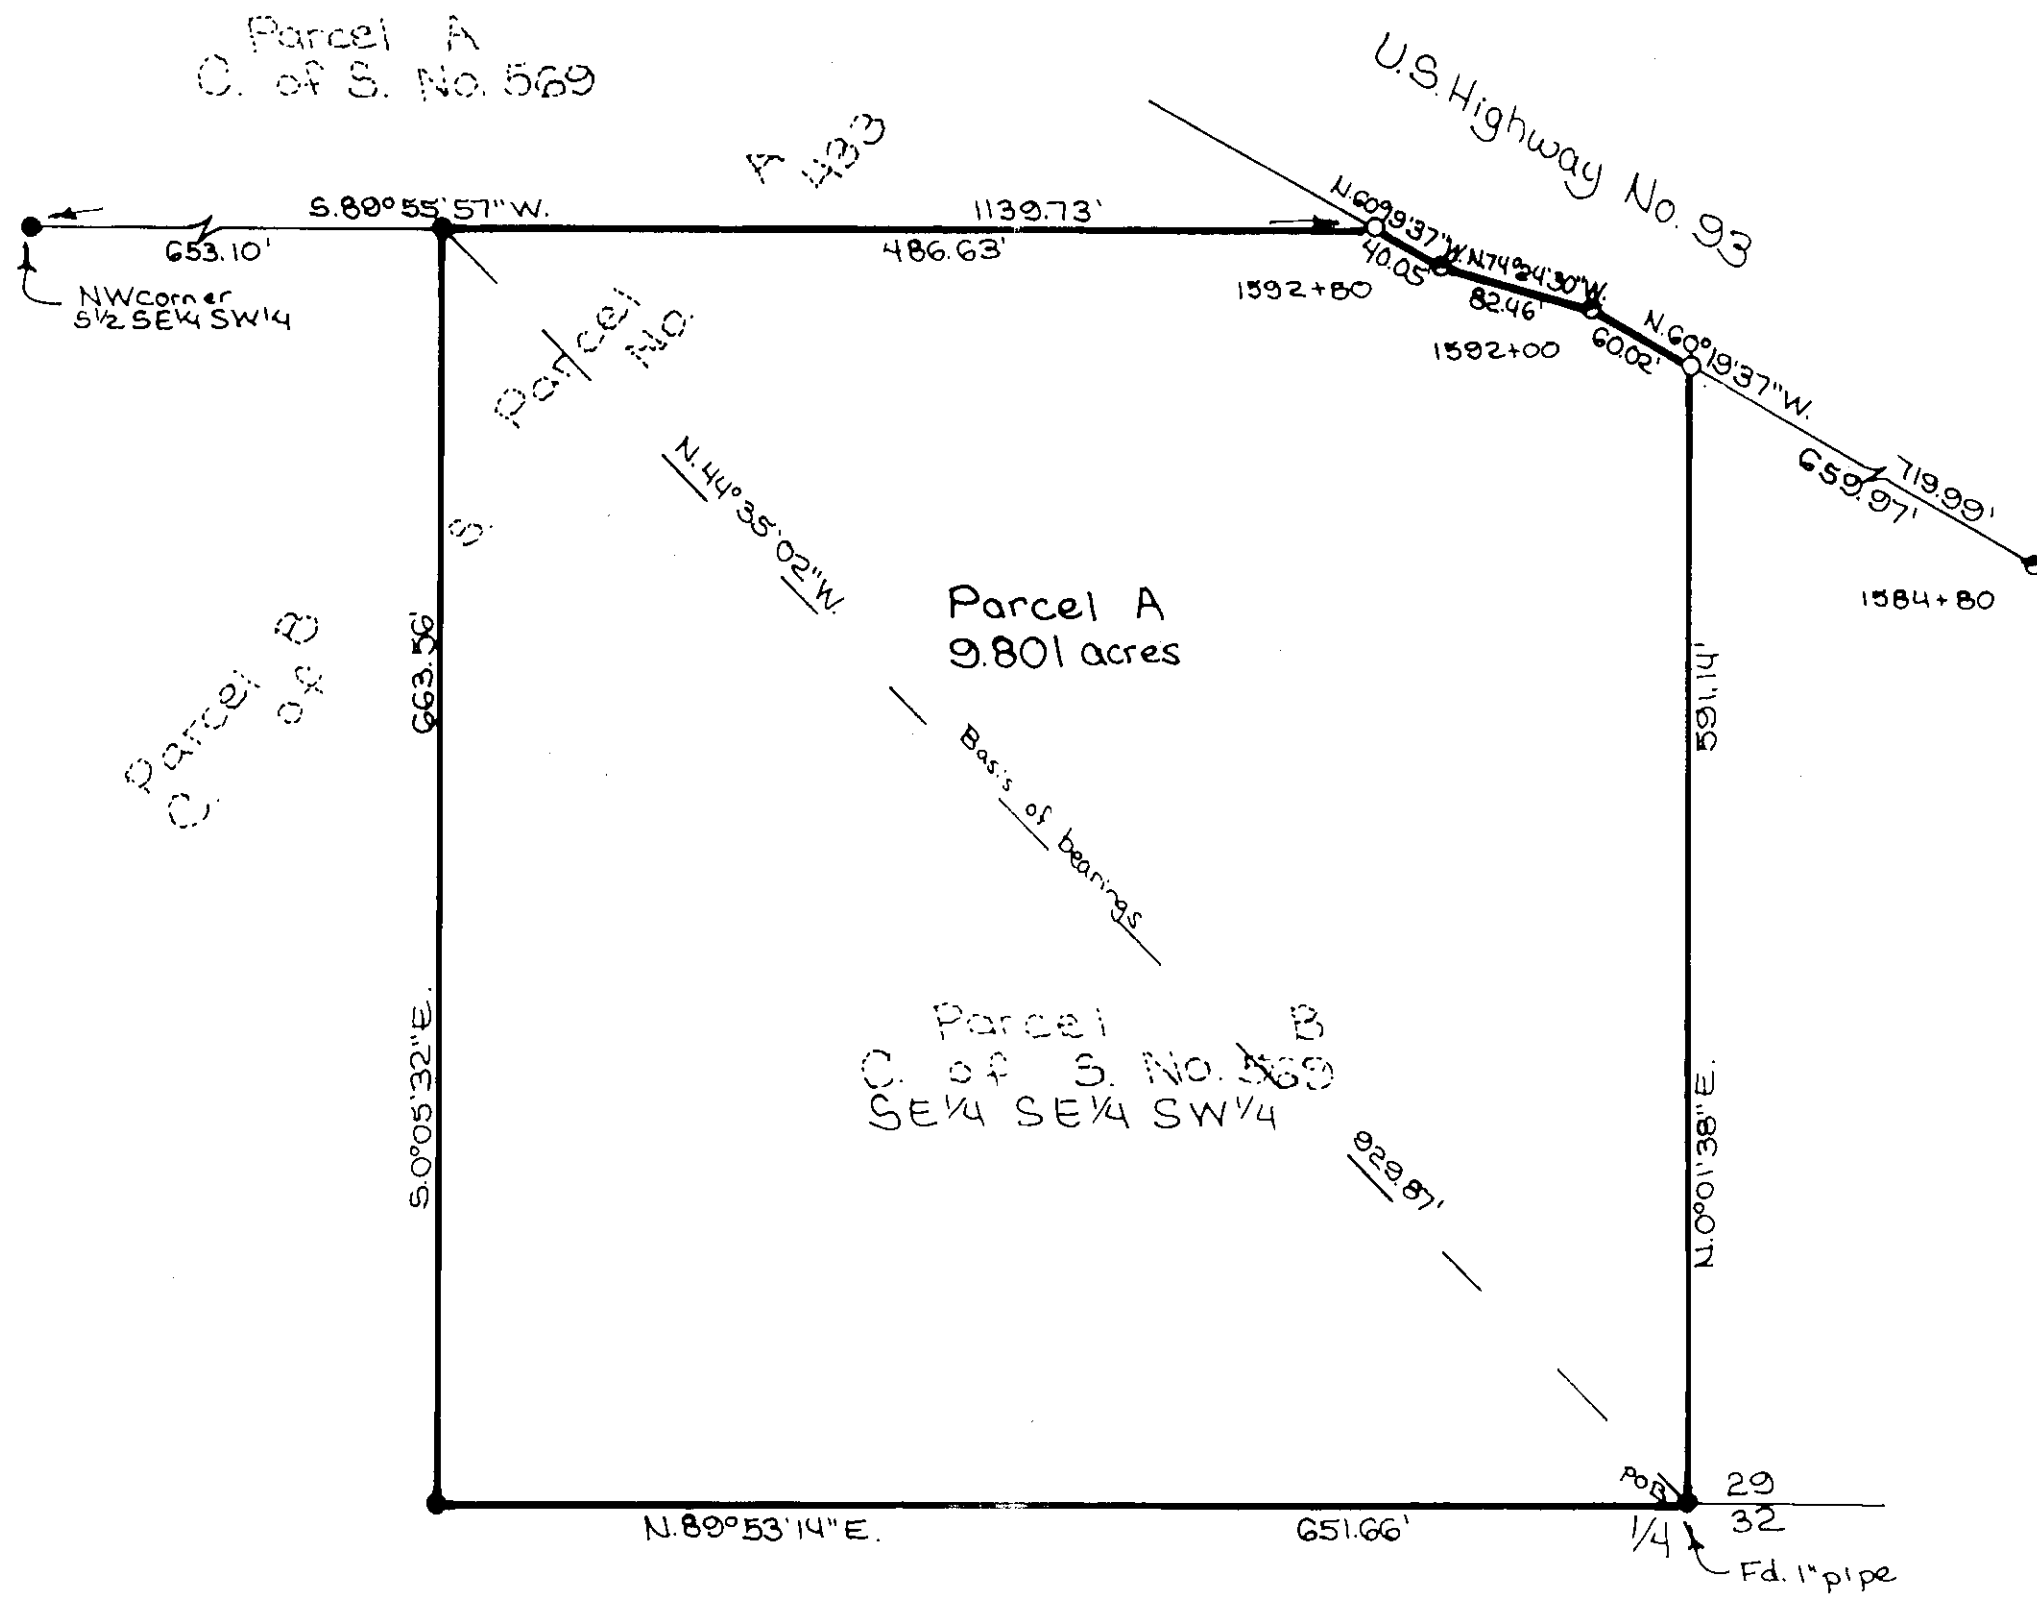 Parcel A
C. of S. No. 569
U.S. Highway No. 93
A
433
S.89°55'57"W.
1139.73'
653.10'
486.63'
NW corner
S1/2 SE1/4 SW1/4
N.60°19'37"W.
40.05'
N.74°24'30"W.
82.46'
1592+80
1592+00
60.02'
N.60°19'37"W.
719.99'
659.97'
1584+80
Parcel
No.
S.
N.44°35'02"W.
Parcel A
9.801 acres
663.56'
591.14'
Parcel B
C. of
Basis of bearings
Parcel B
C. of S. No. 569
SE1/4 SE1/4 SW1/4
929.87'
S.0°05'32"E.
N.0°01'38"E.
POB
29
32
1/4
N.89°53'14"E.
651.66'
Fd. 1" pipe